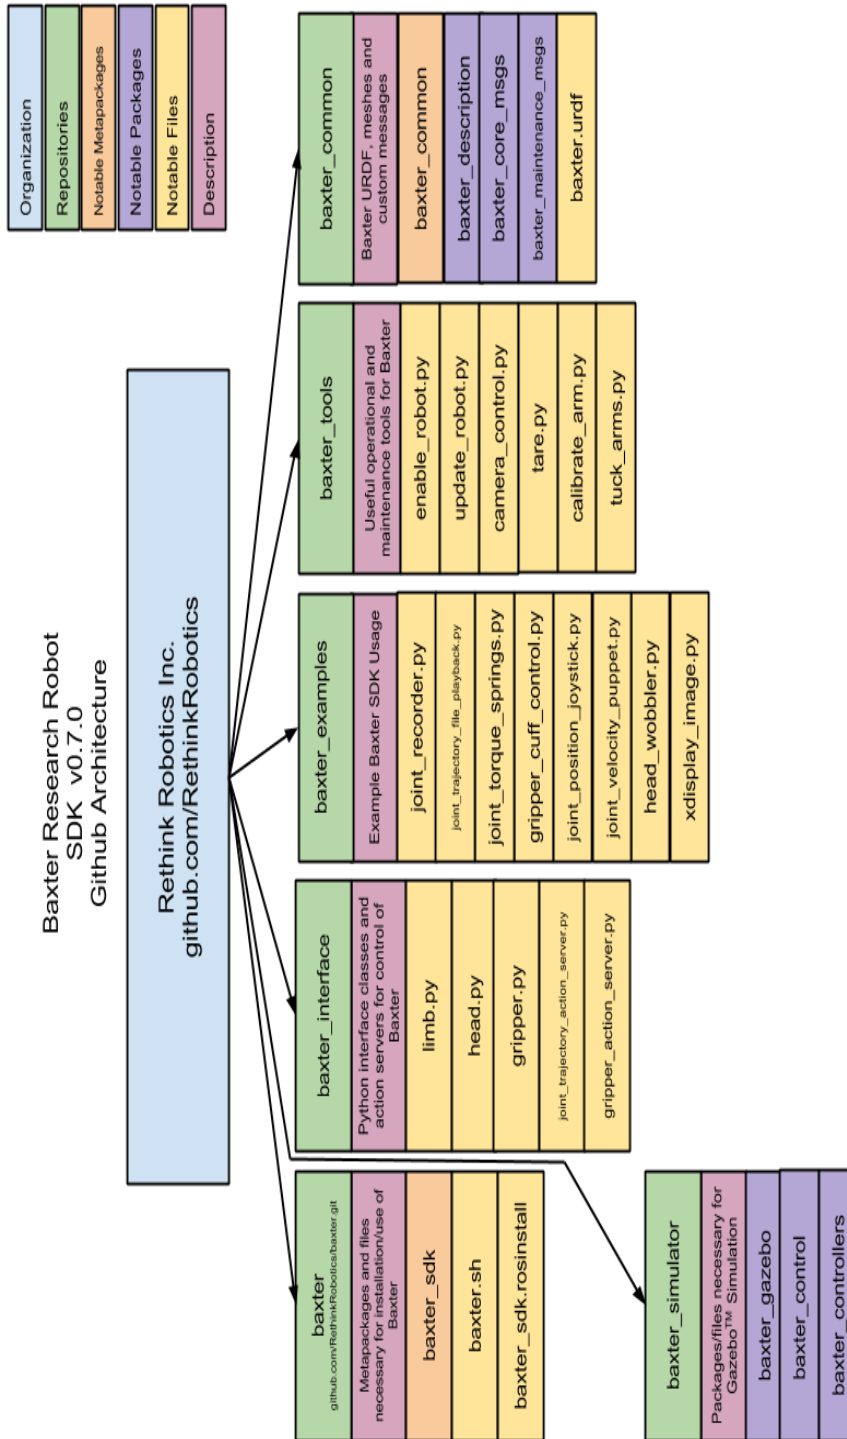 Baxter Research Robot
SDK v0.7.0
Github Architecture
Organization
Repositories
Notable Metapackages
Notable Packages
Notable Files
Description
Rethink Robotics Inc.
github.com/RethinkRobotics
baxter
github.com/RethinkRobotics/baxter.git
Metapackages and files
necessary for installation/use of
Baxter
baxter_sdk
baxter.sh
baxter_sdk.rosinstall
baxter_interface
Python interface classes and
action servers for control of
Baxter
limb.py
head.py
gripper.py
joint_trajectory_action_server.py
gripper_action_server.py
baxter_examples
Example Baxter SDK Usage
joint_recorder.py
joint_trajectory_file_playback.py
joint_torque_springs.py
gripper_cuff_control.py
joint_position_joystick.py
joint_velocity_puppet.py
head_wobbler.py
xdisplay_image.py
baxter_tools
Useful operational and
maintenance tools for Baxter
enable_robot.py
update_robot.py
camera_control.py
tare.py
calibrate_arm.py
tuck_arms.py
baxter_common
Baxter URDF, meshes and
custom messages
baxter_common
baxter_description
baxter_core_msgs
baxter_maintenance_msgs
baxter.urdf
baxter_simulator
Packages/files necessary for
Gazebo™ Simulation
baxter_gazebo
baxter_control
baxter_controllers